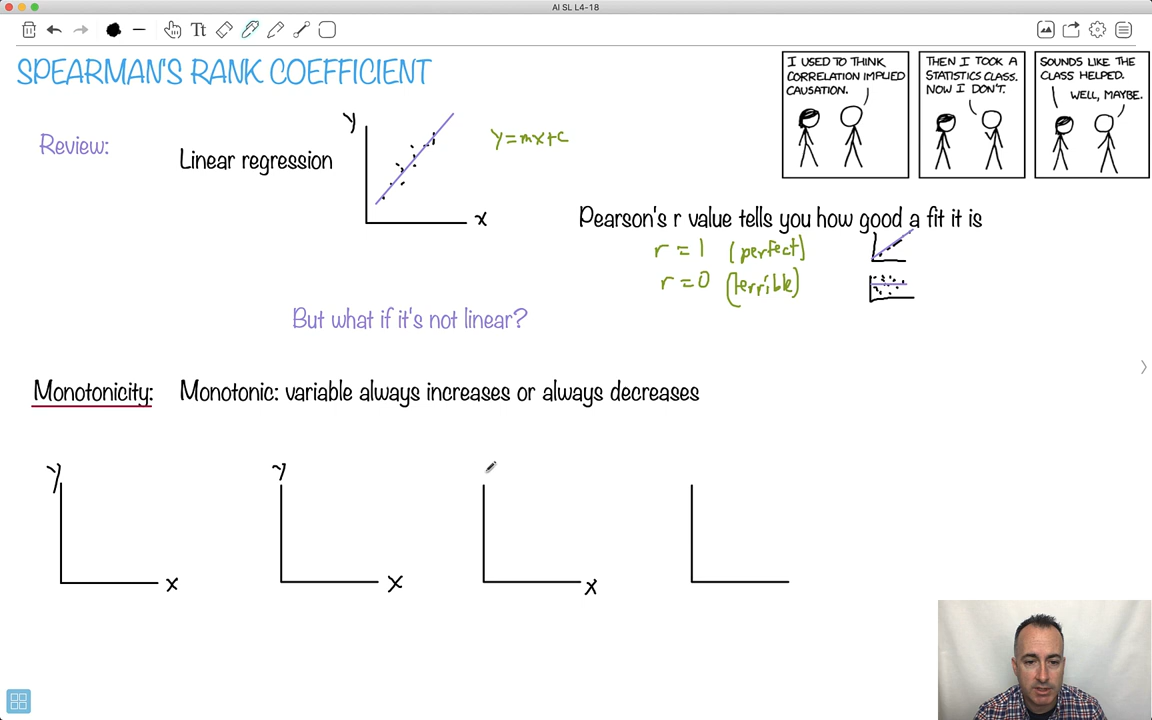 AI SL L4-18
Tt
SPEARMAN'S RANK COEFFICIENT
I USED TO THINK
CORRELATION IMPLIED
CAUSATION.
THEN I TOOK A
STATISTICS CLASS.
NOW I DON'T.
SOUNDS LIKE THE
CLASS HELPED.
WELL, MAYBE.
Review:
Linear regression
y
x
y=mx+c
Pearson's r value tells you how good a fit it is
r = 1 (perfect)
r = 0 (terrible)
But what if it's not linear?
Monotonicity: Monotonic: variable always increases or always decreases
y
x
y
x
x